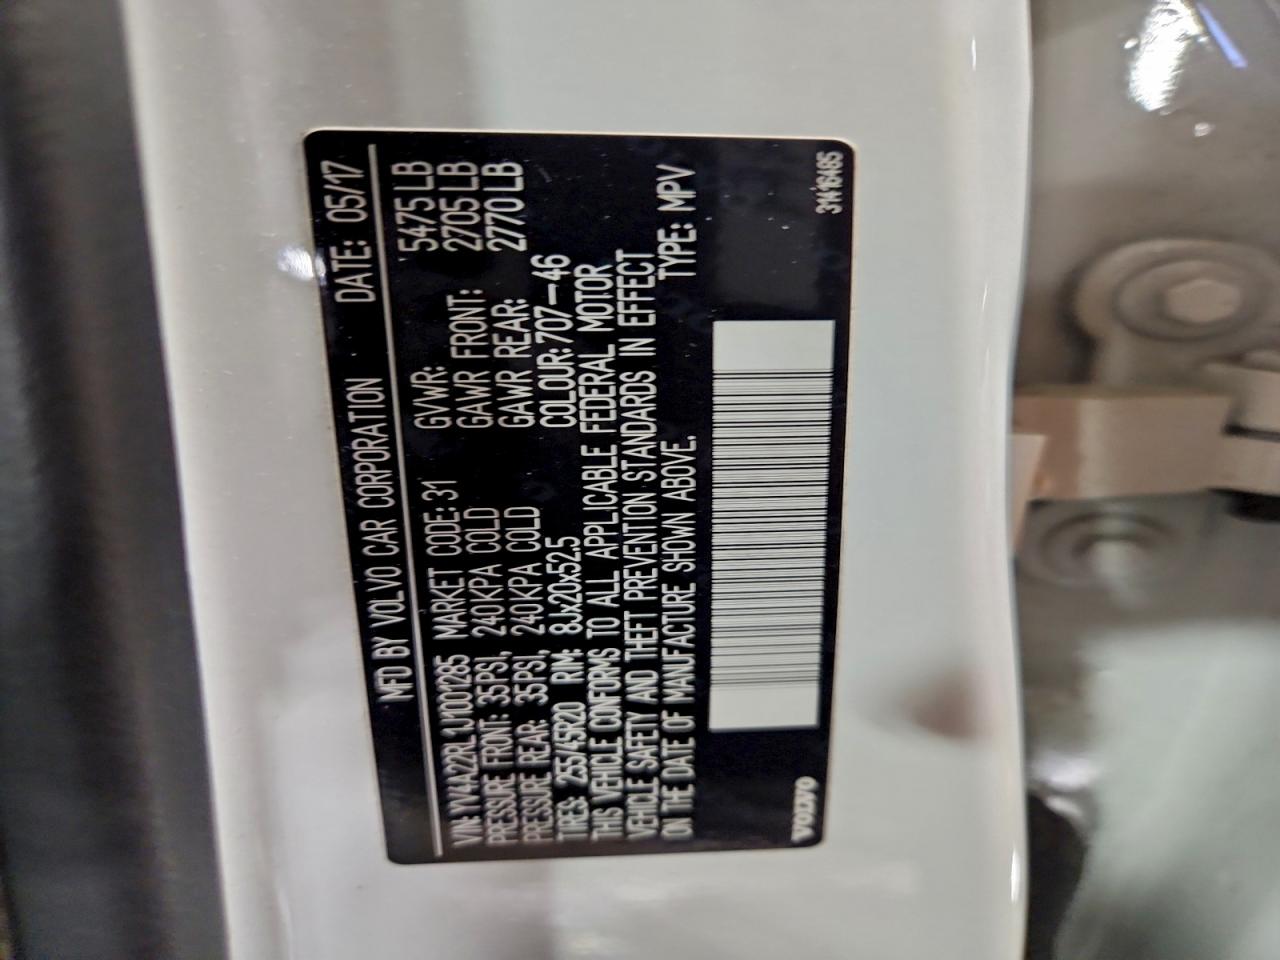 MFD BY VOLVO CAR CORPORATION DATE: 05/17
VIN: YV4A22RL1J1001285 MARKET CODE: 31 GVWR: 5475 LB
PRESSURE FRONT: 35PSI, 240KPA COLD GAWR FRONT: 2705 LB
PRESSURE REAR: 35PSI, 240KPA COLD GAWR REAR: 2770 LB
TIRES: 255/45R20 RIM: 8Jx20x52.5 COLOUR: 707-46
THIS VEHICLE CONFORMS TO ALL APPLICABLE FEDERAL MOTOR
VEHICLE SAFETY AND THEFT PREVENTION STANDARDS IN EFFECT
ON THE DATE OF MANUFACTURE SHOWN ABOVE. TYPE: MPV
VOLVO 31416485